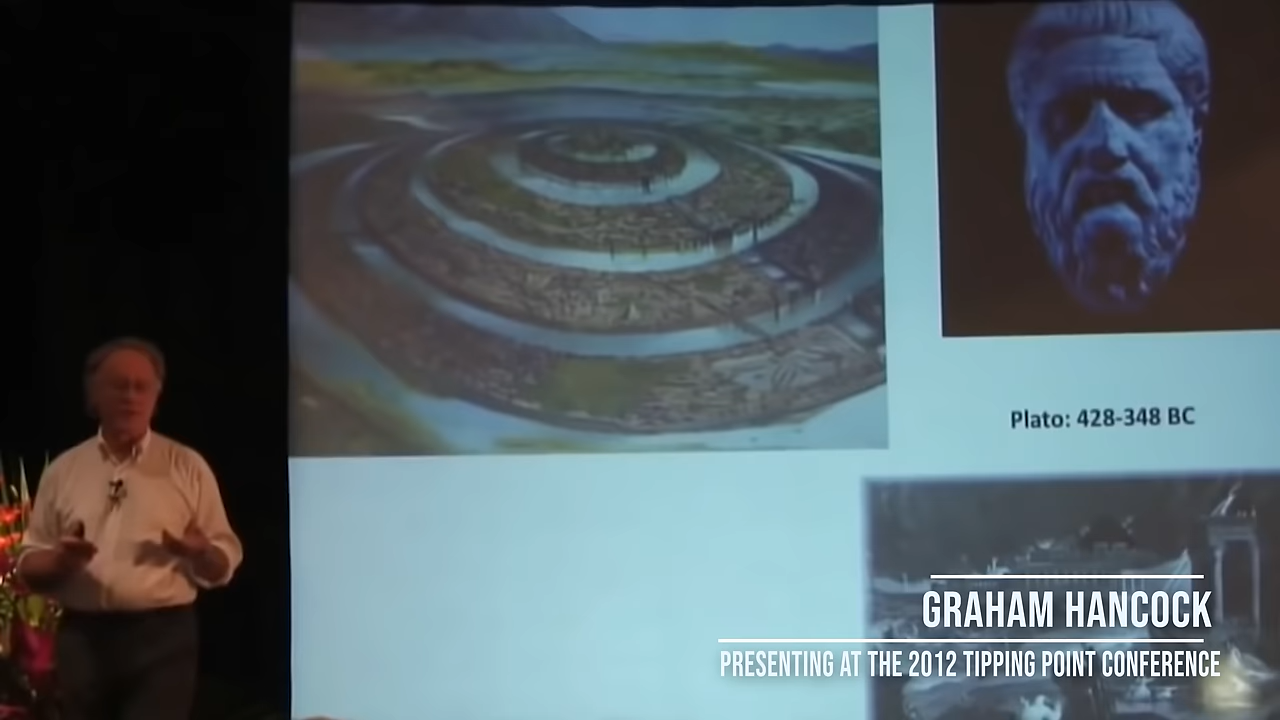 Plato: 428-348 BC
GRAHAM HANCOCK
PRESENTING AT THE 2012 TIPPING POINT CONFERENCE